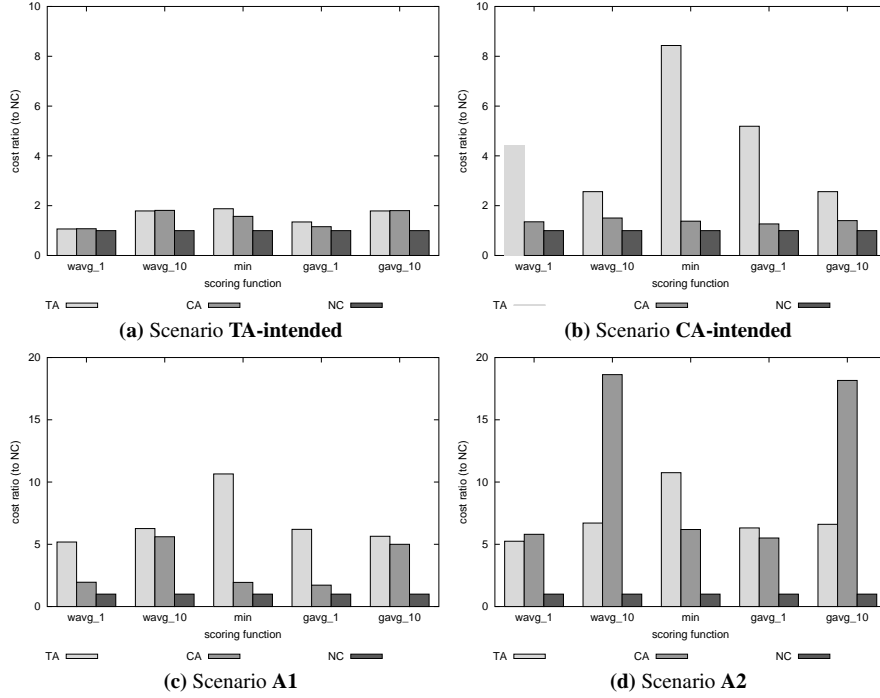 10
8
6
4
2
0
cost ratio (to NC)
wavg_1 wavg_10 min gavg_1 gavg_10
scoring function
TA CA NC
(a) Scenario TA-intended
10
8
6
4
2
0
cost ratio (to NC)
wavg_1 wavg_10 min gavg_1 gavg_10
scoring function
TA CA NC
(b) Scenario CA-intended
20
15
10
5
0
cost ratio (to NC)
wavg_1 wavg_10 min gavg_1 gavg_10
scoring function
TA CA NC
(c) Scenario A1
20
15
10
5
0
cost ratio (to NC)
wavg_1 wavg_10 min gavg_1 gavg_10
scoring function
TA CA NC
(d) Scenario A2